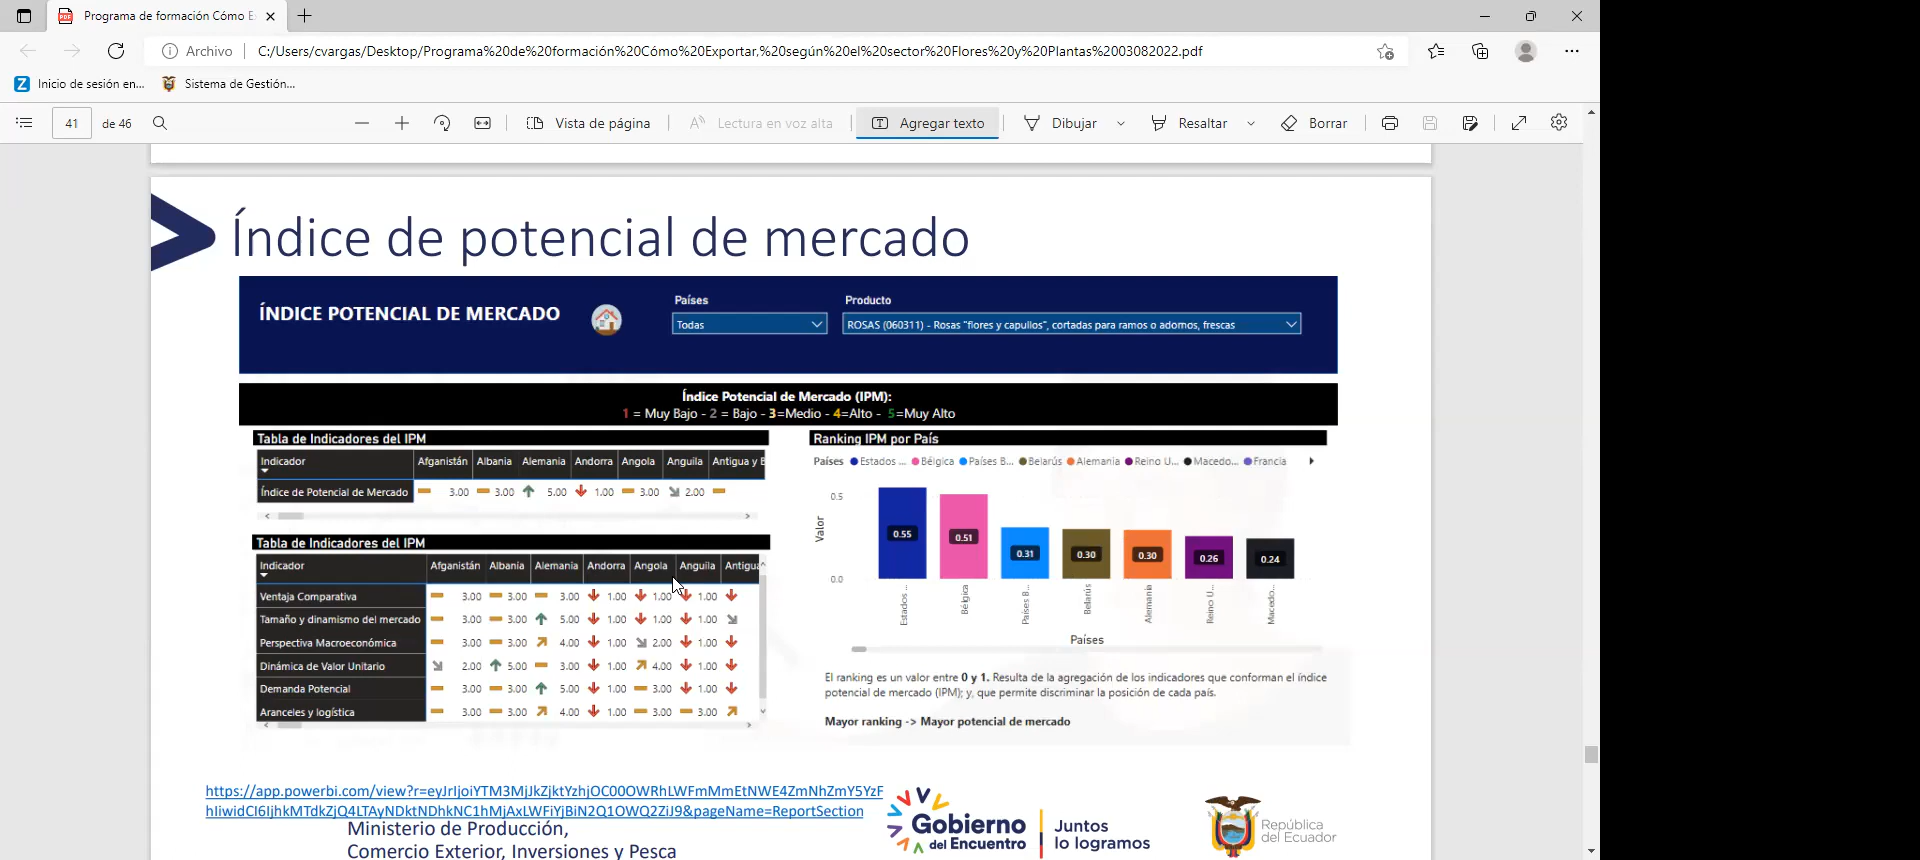 Programa de formación Cómo E
Archivo
C:/Users/cvargas/Desktop/Programa%20de%20formación%20Cómo%20Exportar,%20según%20el%20sector%20Flores%20y%20Plantas%2003082022.pdf
Inicio de sesión en... Sistema de Gestión...
41 de 46 Vista de página Lectura en voz alta Agregar texto Dibujar Resaltar Borrar
Índice de potencial de mercado
ÍNDICE POTENCIAL DE MERCADO
Países Producto
Todas ROSAS (060311) - Rosas "flores y capullos", cortadas para ramos o adornos, frescas
Índice Potencial de Mercado (IPM):
1 = Muy Bajo - 2 = Bajo - 3=Medio - 4=Alto - 5=Muy Alto
Tabla de Indicadores del IPM
Indicador Afganistán Albania Alemania Andorra Angola Anguila Antigua y B
Índice de Potencial de Mercado 3.00 3.00 5.00 1.00 3.00 2.00
Tabla de Indicadores del IPM
Indicador Afganistán Albania Alemania Andorra Angola Anguila Antigua
Ventaja Comparativa 3.00 3.00 3.00 1.00 1.00 1.00
Tamaño y dinamismo del mercado 3.00 3.00 5.00 1.00 1.00 1.00
Perspectiva Macroeconómica 3.00 3.00 4.00 1.00 2.00 1.00
Dinámica de Valor Unitario 2.00 5.00 3.00 1.00 4.00 1.00
Demanda Potencial 3.00 3.00 5.00 1.00 3.00 1.00
Aranceles y logística 3.00 3.00 4.00 1.00 3.00 3.00
Ranking IPM por País
Países Estados ... Bélgica Países B... Belarús Alemania Reino U... Macedo... Francia
Valor
0.5
0.0
0.55 0.51 0.31 0.30 0.30 0.26 0.24
Estados ... Bélgica Países B... Belarús Alemania Reino U... Macedo...
Países
El ranking es un valor entre 0 y 1. Resulta de la agregación de los indicadores que conforman el índice
potencial de mercado (IPM); y, que permite discriminar la posición de cada país.
Mayor ranking -> Mayor potencial de mercado
https://app.powerbi.com/view?r=eyJrIjoiYTM3MjJkZjktYzhjOC00OWRhLWFmMmEtNWE4ZmNhZmY5YzF
hIiwidCI6IjhkMTdkZjQ4LTAyNDktNDhkNC1hMjAxLWFiYjBiN2Q1OWQ2ZiJ9&pageName=ReportSection
Ministerio de Producción,
Comercio Exterior, Inversiones y Pesca
Gobierno
del Encuentro
Juntos
lo logramos
República
del Ecuador